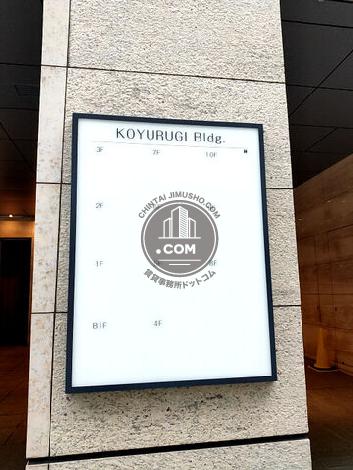 KOYURUGI Bldg.
3F 7F 10F
2F
CHINTAI JIMUSHO.COM
.COM
賃貸事務所ドットコム
1F 8F
B1F 4F